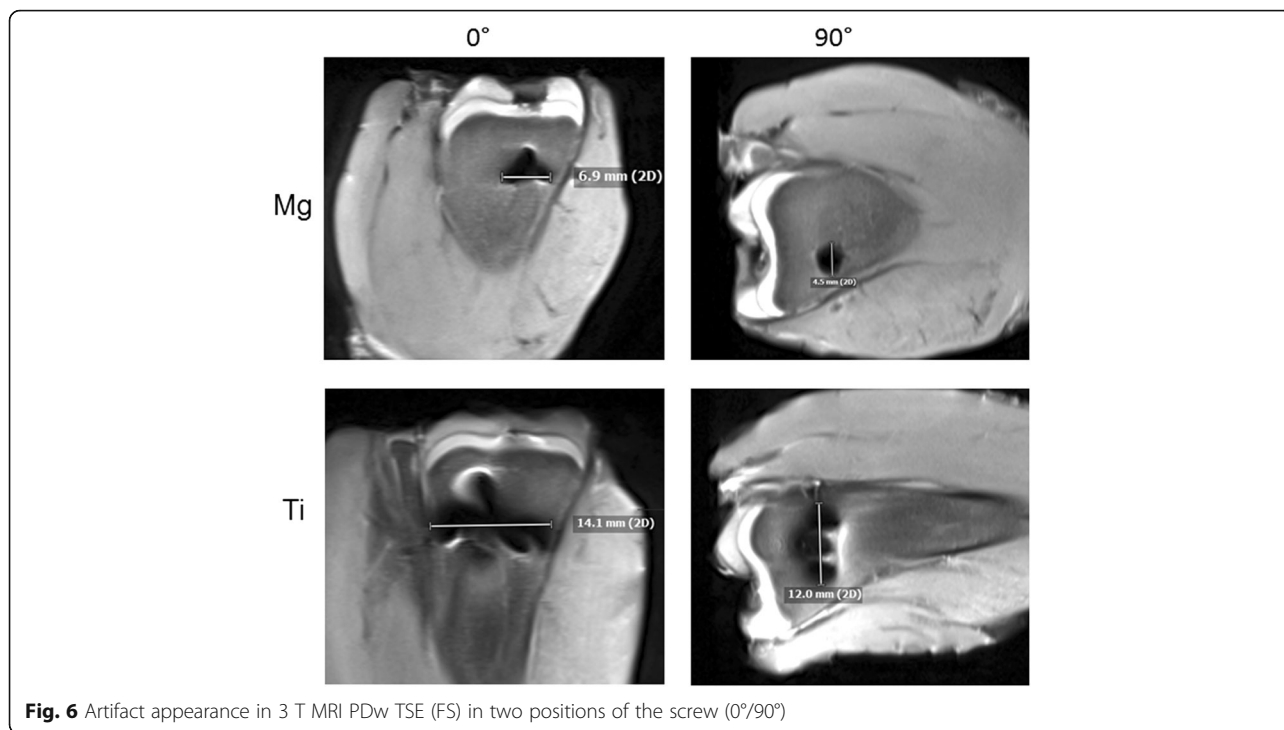 0° 90°
Mg
6.9 mm (2D)
4.5 mm (2D)
Ti
14.1 mm (2D)
12.0 mm (2D)
Fig. 6 Artifact appearance in 3 T MRI PDw TSE (FS) in two positions of the screw (0°/90°)